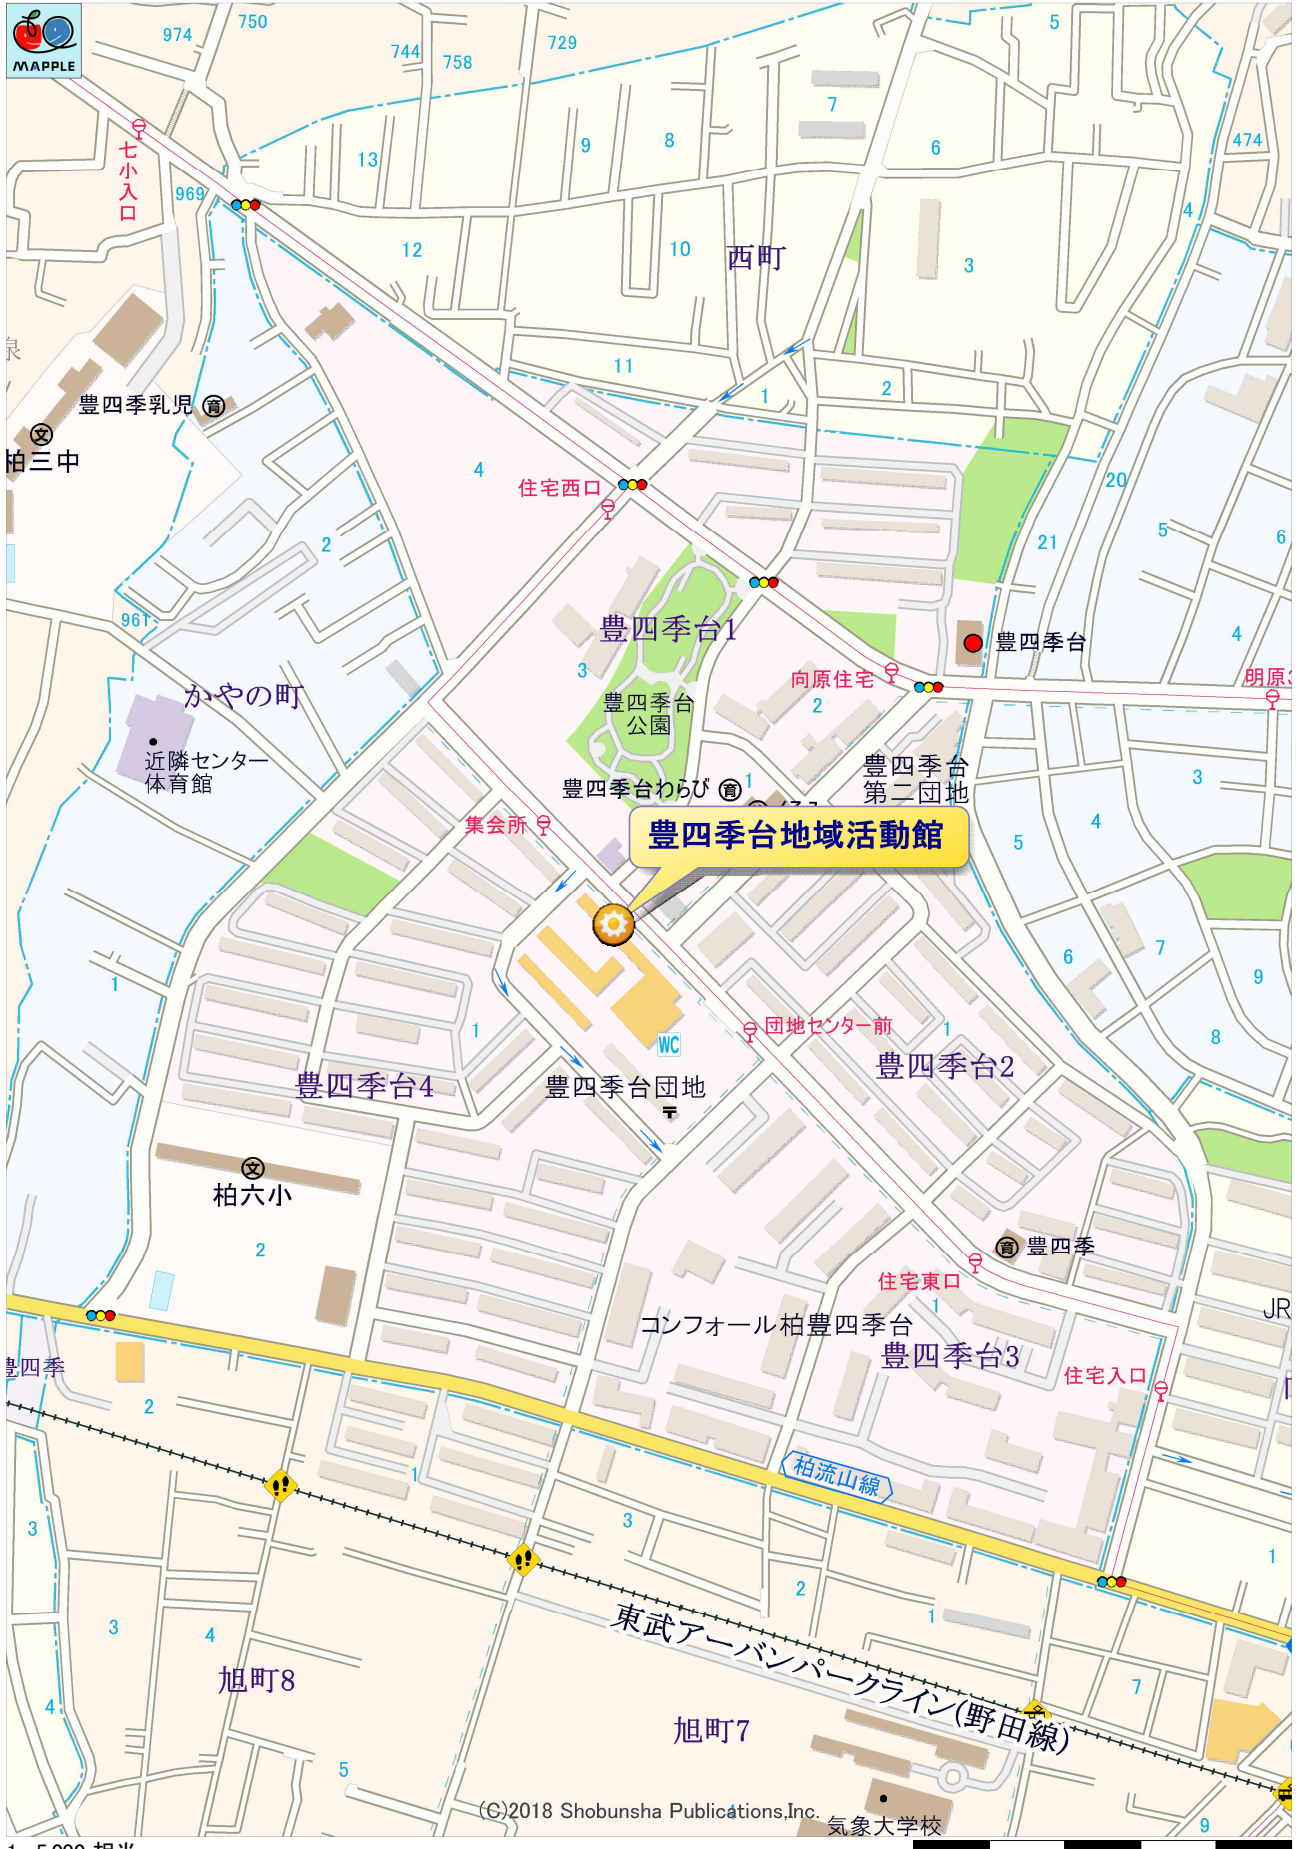 MAPPLE
974
750
744
758
729
5
7
6
474
13
9
8
七小入口
969
4
12
10
西町
3
11
1
2
豊四季乳児
育
文
柏三中
泉
4
住宅西口
20
5
6
21
2
961
4
豊四季台1
3
豊四季台
向原住宅
2
豊四季台
公園
かやの町
近隣センター
体育館
豊四季台わらび
育
1
豊四季台
第二団地
3
4
5
集会所
豊四季台地域活動館
6
7
9
8
1
1
団地センター前
1
豊四季台2
WC
豊四季台4
豊四季台団地
〒
文
柏六小
2
育
豊四季
住宅東口
1
コンフォール柏豊四季台
豊四季台3
住宅入口
JR
豊四季
2
1
柏流山線
3
3
2
1
1
東武アーバンパークライン(野田線)
3
4
旭町8
4
7
旭町7
5
(C)2018 Shobunsha Publications,Inc.
4
気象大学校
9